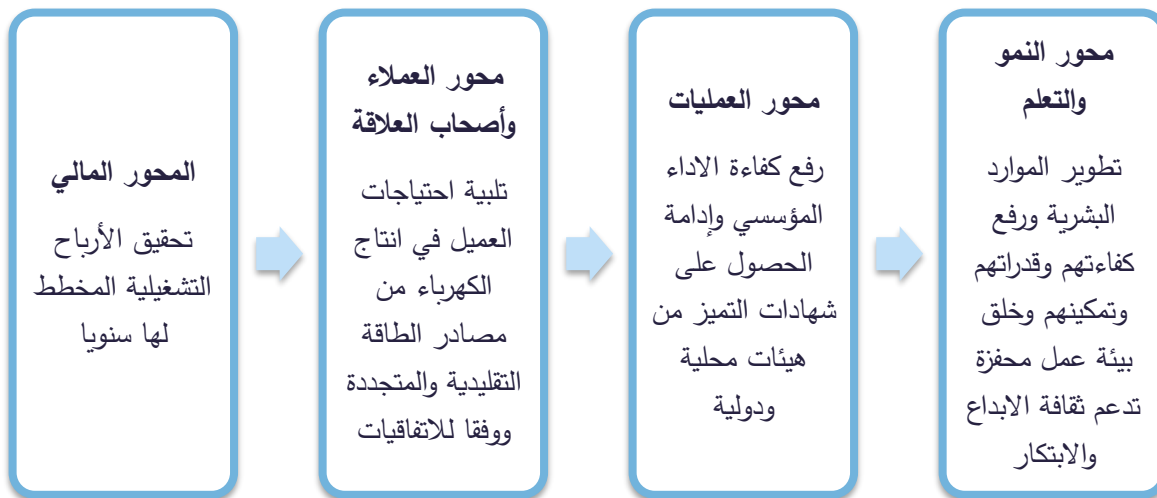 المحور المالي
تحقيق الأرباح
التشغيلية المخطط
لها سنويا
محور العملاء
وأصحاب العلاقة
تلبية احتياجات
العميل في انتاج
الكهرباء من
مصادر الطاقة
التقليدية والمتجددة
ووفقا للاتفاقيات
محور العمليات
رفع كفاءة الاداء
المؤسسي وإدامة
الحصول على
شهادات التميز من
هيئات محلية
ودولية
محور النمو
والتعلم
تطوير الموارد
البشرية ورفع
كفاءتهم وقدراتهم
وتمكينهم وخلق
بيئة عمل محفزة
تدعم ثقافة الابداع
والابتكار